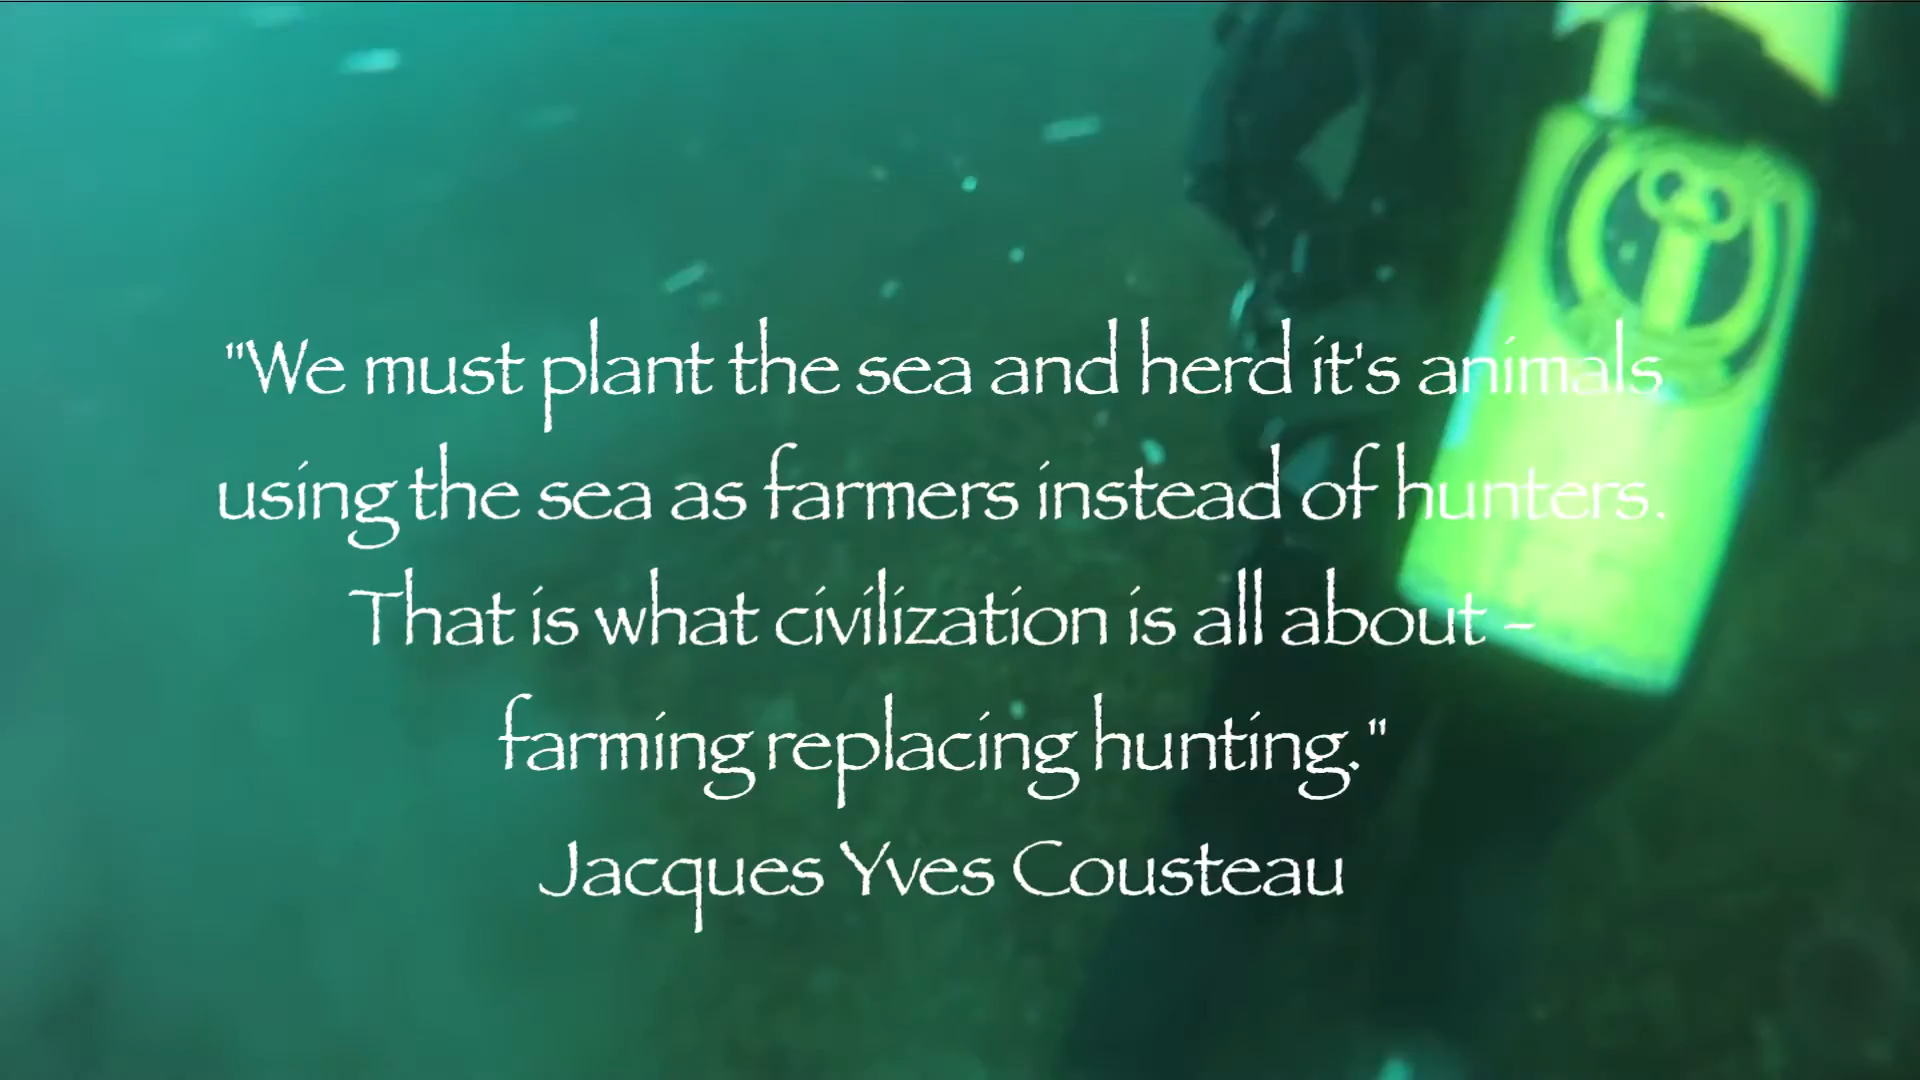 "We must plant the sea and herd it's animals
using the sea as farmers instead of hunters.
That is what civilization is all about -
farming replacing hunting."
Jacques Yves Cousteau